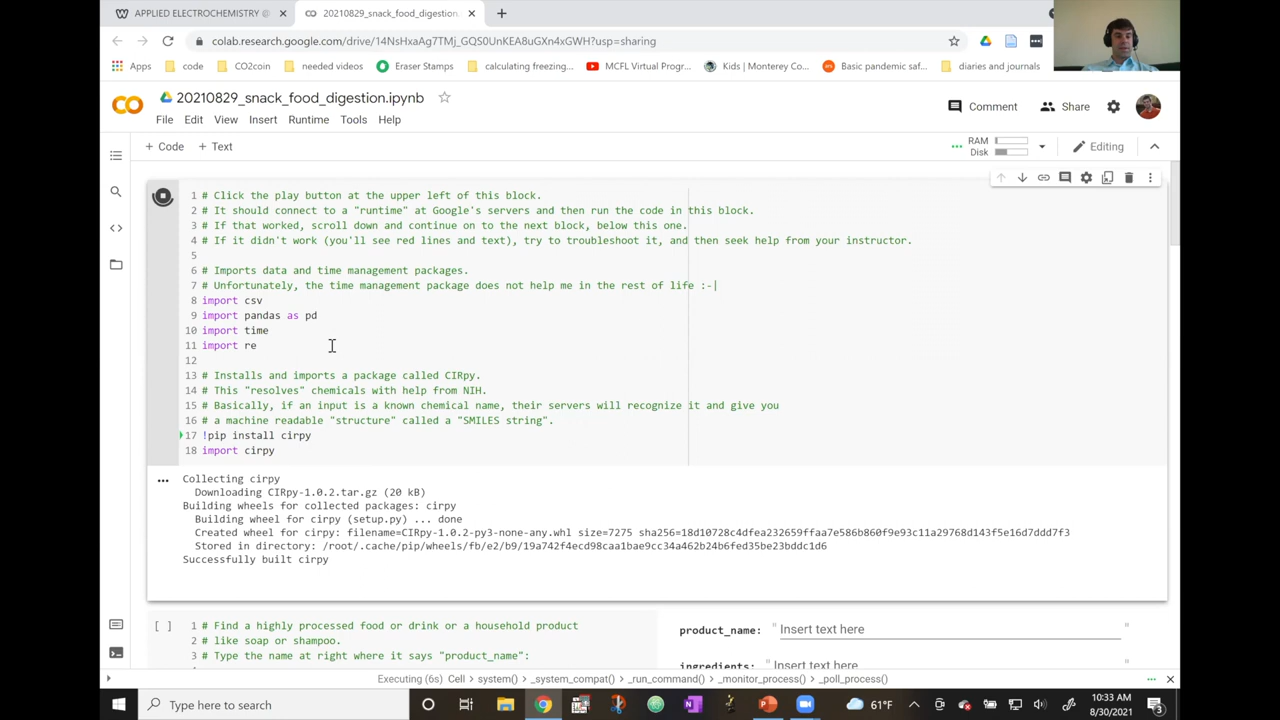 APPLIED ELECTROCHEMISTRY @
20210829_snack_food_digestion.
colab.research.google.com/drive/14NsHxaAg7TMj_GQS0UnKEA8uGXn4xGWH?usp=sharing
Apps code CO2coin needed videos Eraser Stamps calculating freezing... MCFL Virtual Progr... Kids | Monterey Co... Basic pandemic saf... diaries and journals
20210829_snack_food_digestion.ipynb
Comment Share
File Edit View Insert Runtime Tools Help
+ Code + Text
RAM
Disk
Editing
1 # Click the play button at the upper left of this block.
2 # It should connect to a "runtime" at Google's servers and then run the code in this block.
3 # If that worked, scroll down and continue on to the next block, below this one.
4 # If it didn't work (you'll see red lines and text), try to troubleshoot it, and then seek help from your instructor.
5
6 # Imports data and time management packages.
7 # Unfortunately, the time management package does not help me in the rest of life :-|
8 import csv
9 import pandas as pd
10 import time
11 import re
12
13 # Installs and imports a package called CIRpy.
14 # This "resolves" chemicals with help from NIH.
15 # Basically, if an input is a known chemical name, their servers will recognize it and give you
16 # a machine readable "structure" called a "SMILES string".
17 !pip install cirpy
18 import cirpy
Collecting cirpy
Downloading CIRpy-1.0.2.tar.gz (20 kB)
Building wheels for collected packages: cirpy
Building wheel for cirpy (setup.py) ... done
Created wheel for cirpy: filename=CIRpy-1.0.2-py3-none-any.whl size=7275 sha256=18d10728c4dfea232659ffaa7e586b860f9e93c11a29768d143f5e16d7ddd7f3
Stored in directory: /root/.cache/pip/wheels/fb/e2/b9/19a742f4ecd98caa1bae9cc34a462b24b6fed35be23bddc1d6
Successfully built cirpy
[ ] 1 # Find a highly processed food or drink or a household product
2 # like soap or shampoo.
3 # Type the name at right where it says "product_name":
product_name: " Insert text here "
ingredients: " Insert text here "
Executing (6s) Cell > system() > _system_compat() > _run_command() > _monitor_process() > _poll_process()
Type here to search
61°F
10:33 AM
8/30/2021
3